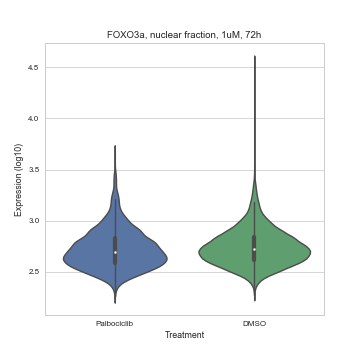 FOXO3a, nuclear fraction, 1uM, 72h
4.5
4.0
3.5
3.0
2.5
Expression (log10)
Palbociclib
DMSO
Treatment